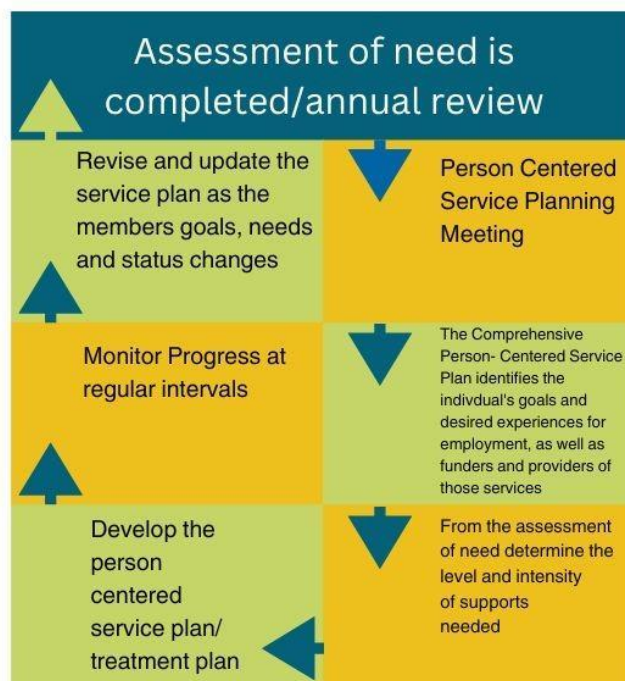 Assessment of need is
completed/annual review
Revise and update the
service plan as the
members goals, needs
and status changes
Person Centered
Service Planning
Meeting
Monitor Progress at
regular intervals
The Comprehensive
Person- Centered Service
Plan identifies the
indivdual's goals and
desired experiences for
employment, as well as
funders and providers of
those services
Develop the
person
centered
service plan/
treatment plan
From the assessment
of need determine the
level and intensity
of supports
needed